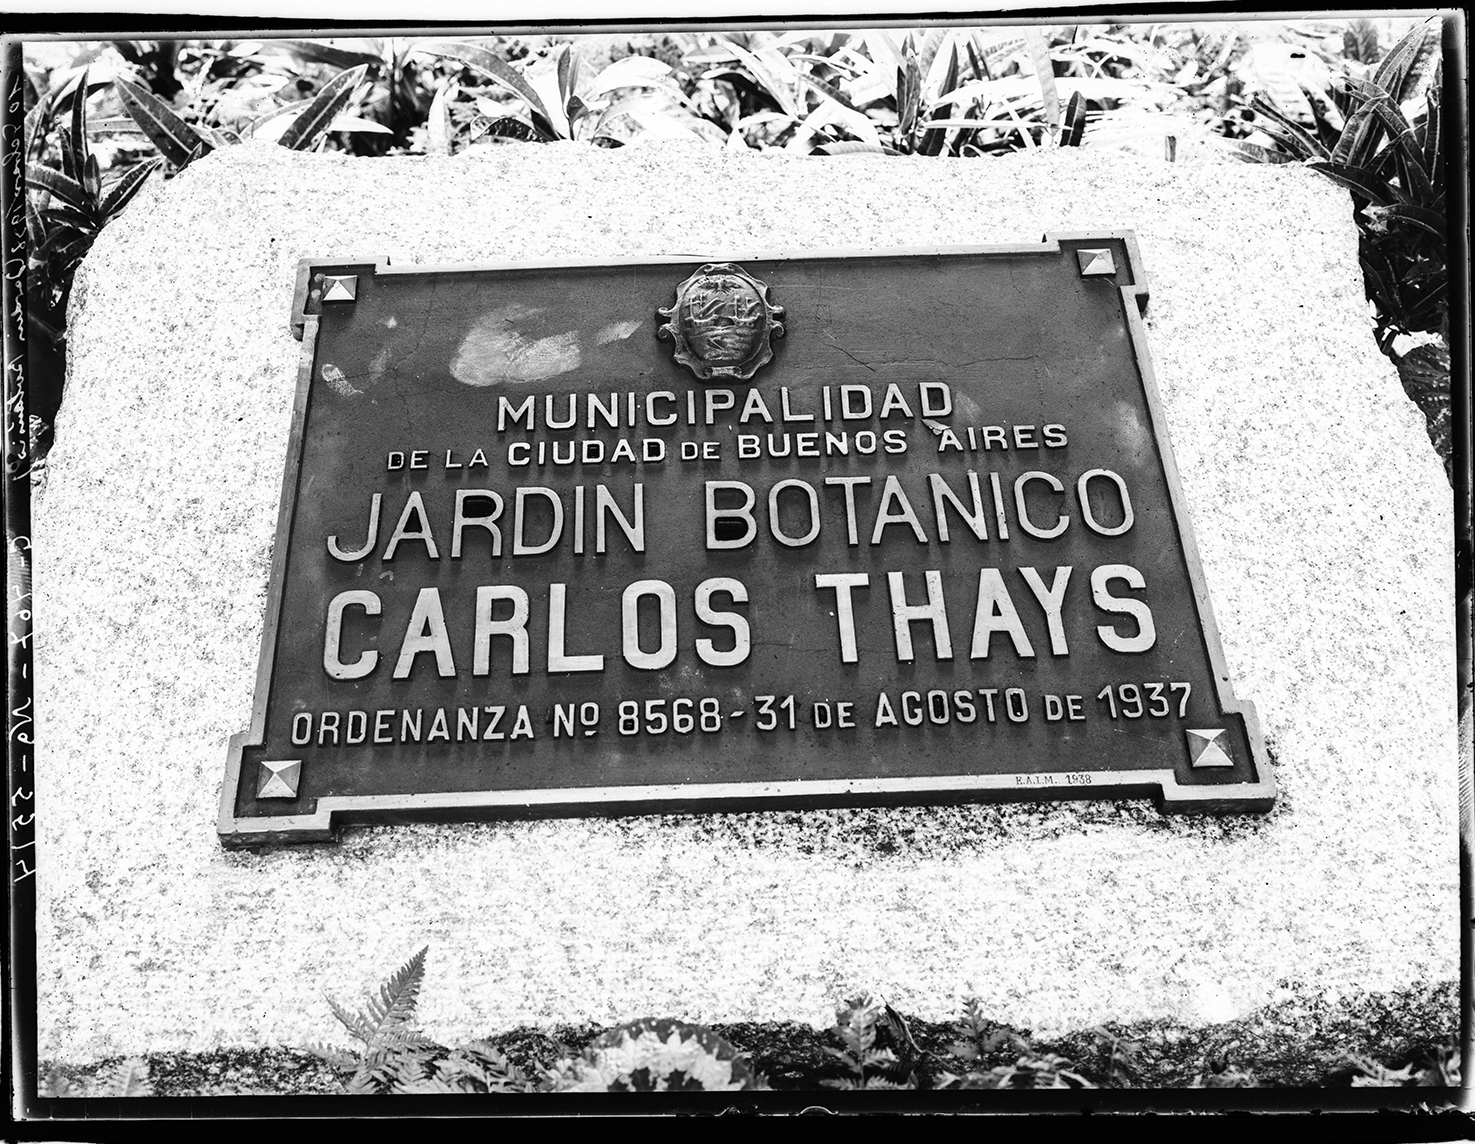 MUNICIPALIDAD
DE LA CIUDAD DE BUENOS AIRES
JARDIN BOTANICO
CARLOS THAYS
ORDENANZA Nº 8568-31 DE AGOSTO DE 1937
E.A.I.M. 1938